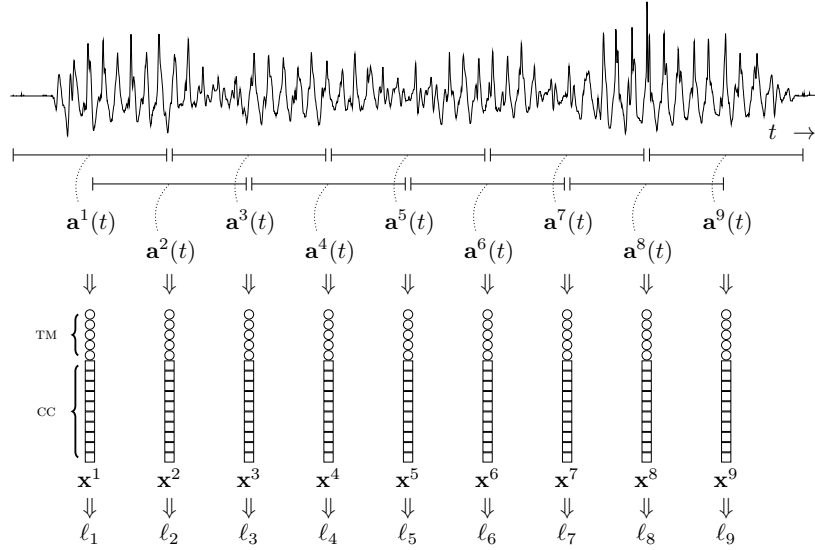 t →
𝐚¹(t) 𝐚³(t) 𝐚⁵(t) 𝐚⁷(t) 𝐚⁹(t)
𝐚²(t) 𝐚⁴(t) 𝐚⁶(t) 𝐚⁸(t)
⇓ ⇓ ⇓ ⇓ ⇓ ⇓ ⇓ ⇓ ⇓
TM
CC
𝐱¹ 𝐱² 𝐱³ 𝐱⁴ 𝐱⁵ 𝐱⁶ 𝐱⁷ 𝐱⁸ 𝐱⁹
⇓ ⇓ ⇓ ⇓ ⇓ ⇓ ⇓ ⇓ ⇓
ℓ₁ ℓ₂ ℓ₃ ℓ₄ ℓ₅ ℓ₆ ℓ₇ ℓ₈ ℓ₉